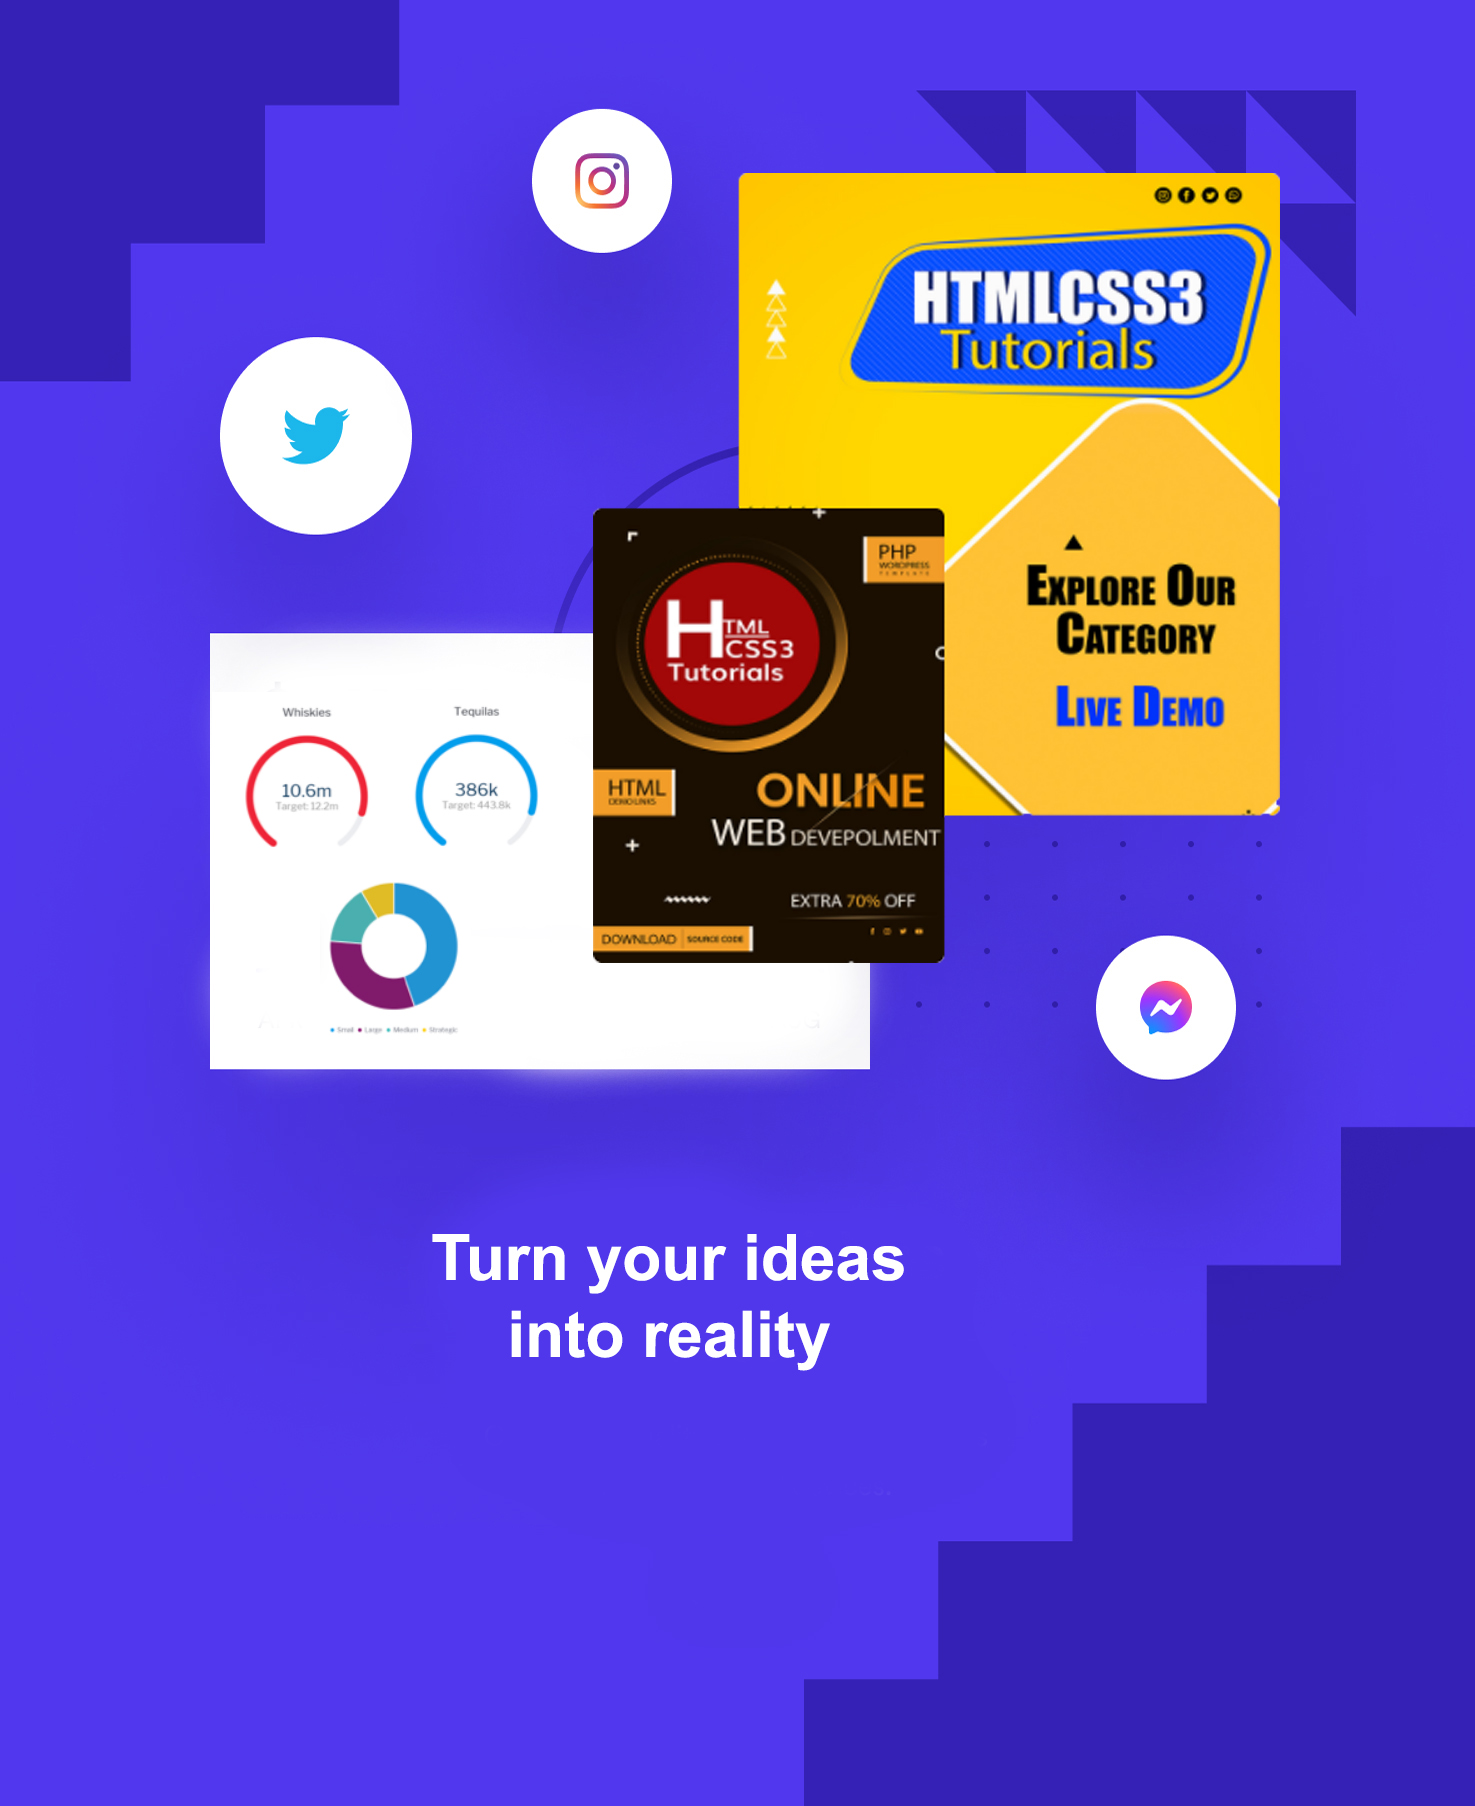 HTMLCSS3
Tutorials
EXPLORE OUR
CATEGORY
LIVE DEMO
PHP
WORDPRESS
TEMPLATE
HTML
CSS3
Tutorials
HTML
DEMO LINKS
ONLINE
WEB DEVEPOLMENT
EXTRA 70% OFF
DOWNLOAD SOURCE CODE
Whiskies
Tequilas
10.6m
Target: 12.2m
386k
Target: 443.8k
Small Large Medium Strategic
Turn your ideas
into reality